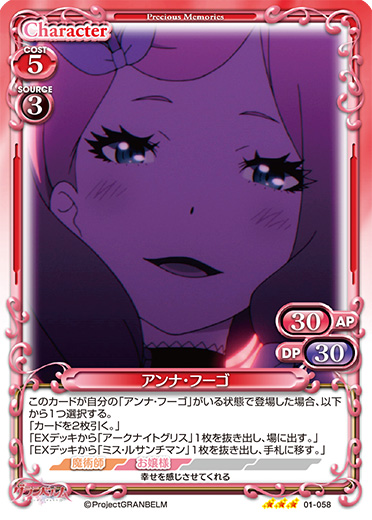 Precious Memories
Character
COST
5
SOURCE
3
30 AP
DP 30
アンナ・フーゴ
このカードが自分の「アンナ・フーゴ」がいる状態で登場した場合、以下
から1つ選択する。
「カードを2枚引く。」
「EXデッキから「アークナイトグリス」1枚を抜き出し、場に出す。」
「EXデッキから「ミス・ルサンチマン」1枚を抜き出し、手札に移す。」
魔術師 お嬢様
幸せを感じさせてくれる
グランベルム
©ProjectGRANBELM
01-058